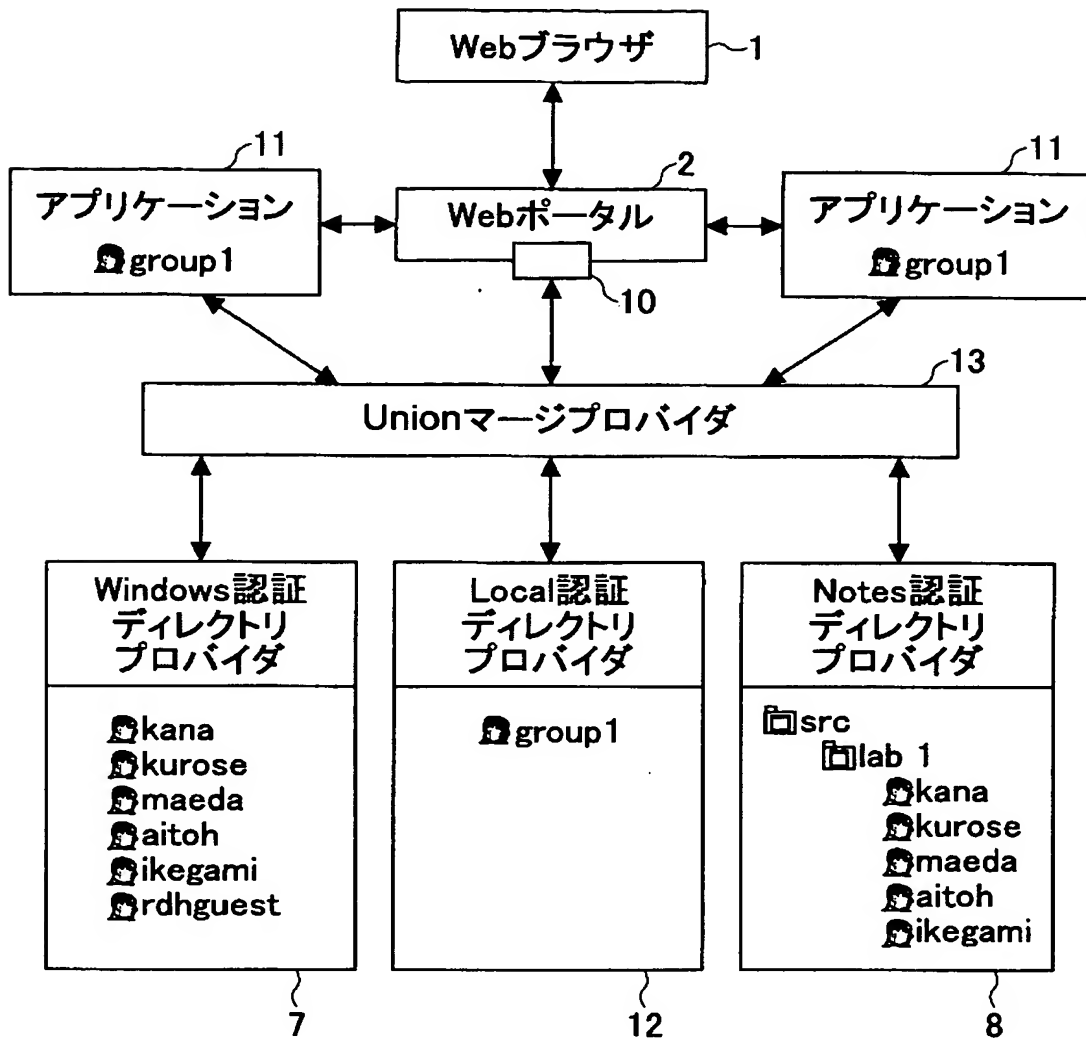 Webブラウザ
1
11
アプリケーション
group1
2
Webポータル
10
11
アプリケーション
group1
13
Unionマージプロバイダ
Windows認証
ディレクトリ
プロバイダ
kana
kurose
maeda
aitoh
ikegami
rdhguest
7
Local認証
ディレクトリ
プロバイダ
group1
12
Notes認証
ディレクトリ
プロバイダ
src
lab 1
kana
kurose
maeda
aitoh
ikegami
8